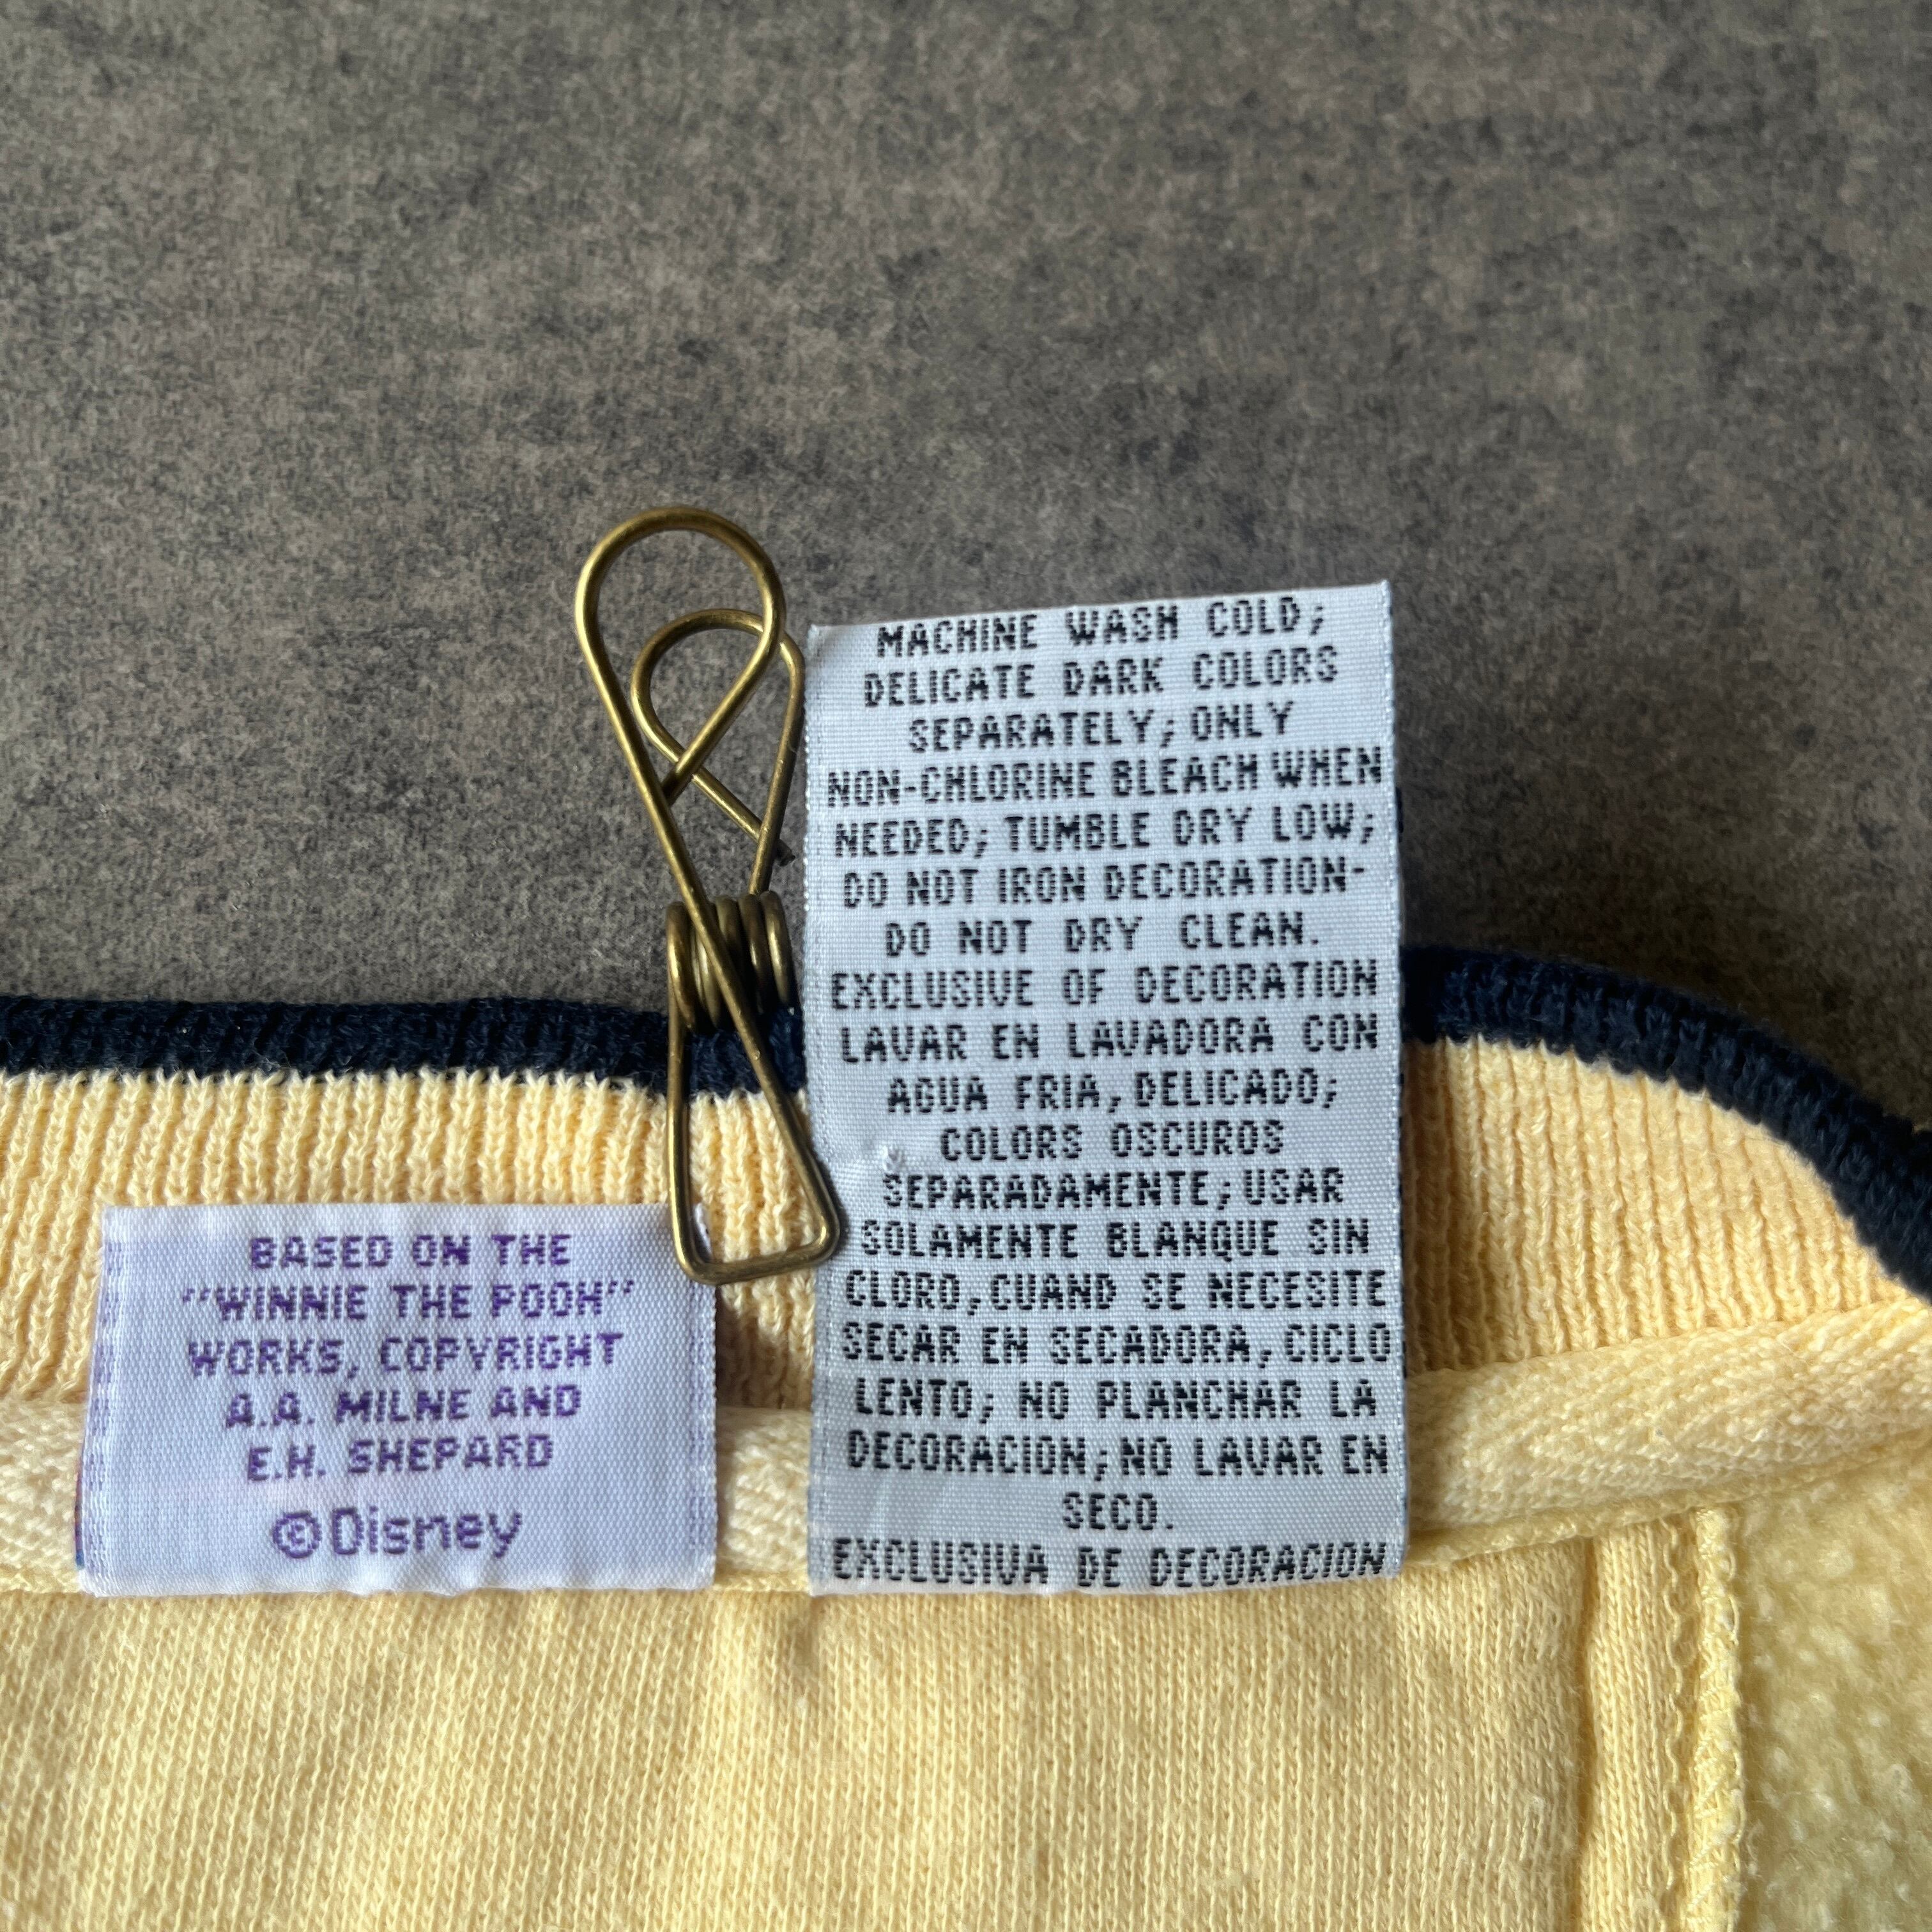 BASED ON THE
"WINNIE THE POOH"
WORKS, COPYRIGHT
A.A. MILNE AND
E.H. SHEPARD
©Disney
MACHINE WASH COLD;
DELICATE DARK COLORS
SEPARATELY; ONLY
NON-CHLORINE BLEACH WHEN
NEEDED; TUMBLE DRY LOW;
DO NOT IRON DECORATION-
DO NOT DRY CLEAN.
EXCLUSIVE OF DECORATION
LAVAR EN LAVADORA CON
AGUA FRIA, DELICADO;
COLORS OSCUROS
SEPARADAMENTE; USAR
SOLAMENTE BLANQUE SIN
CLORO, CUANDO SE NECESITE
SECAR EN SECADORA, CICLO
LENTO; NO PLANCHAR LA
DECORACION; NO LAVAR EN
SECO.
EXCLUSIVA DE DECORACION